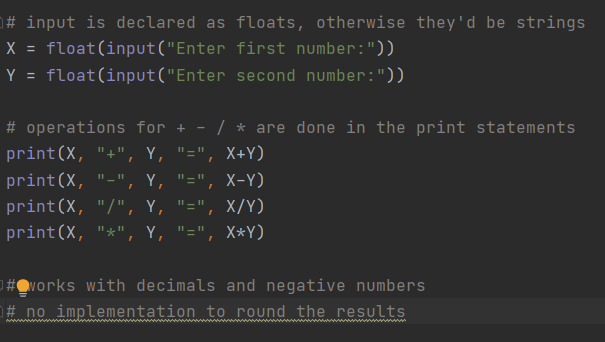 # input is declared as floats, otherwise they'd be strings
X = float(input("Enter first number:"))
Y = float(input("Enter second number:"))
# operations for + - / * are done in the print statements
print(X, "+", Y, "=", X+Y)
print(X, "-", Y, "=", X-Y)
print(X, "/", Y, "=", X/Y)
print(X, "*", Y, "=", X*Y)
# works with decimals and negative numbers
# no implementation to round the results